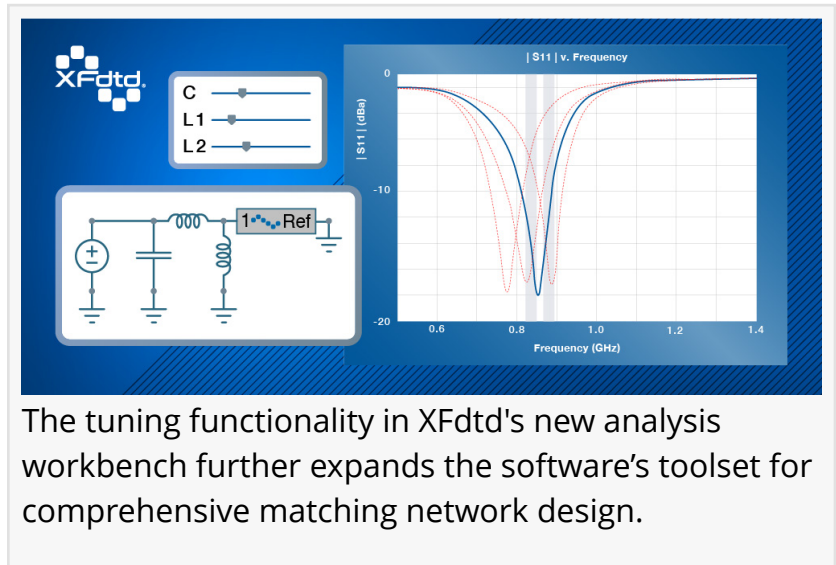 XFdtd.
C
L1
L2
1 Ref
+
−
| S11 | v. Frequency
| S11 | (dBa)
0
-10
-20
0.6 0.8 1.0 1.2 1.4
Frequency (GHz)
The tuning functionality in XFdtd's new analysis
workbench further expands the software’s toolset for
comprehensive matching network design.